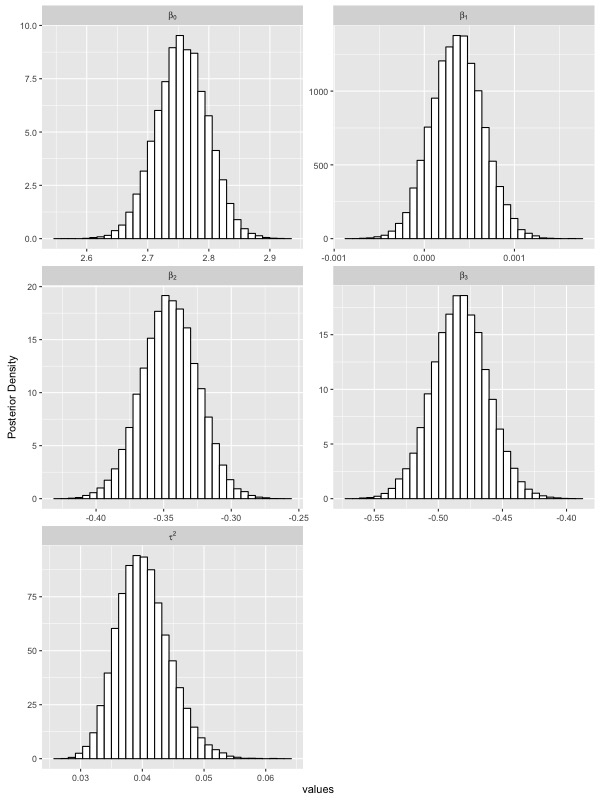 β₀
β₁
10.0
7.5
5.0
2.5
0.0
1000
500
0
2.6 2.7 2.8 2.9
-0.001 0.000 0.001
β₂
β₃
20
15
10
5
0
15
10
5
0
-0.40 -0.35 -0.30 -0.25
-0.55 -0.50 -0.45 -0.40
Posterior Density
τ²
75
50
25
0
0.03 0.04 0.05 0.06
values